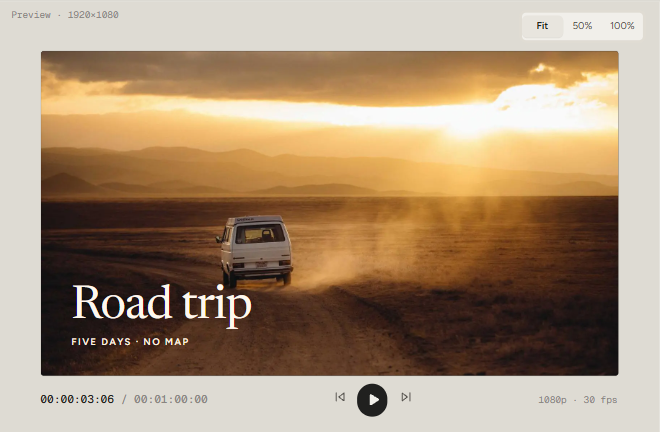 Preview · 1920×1080
Fit 50% 100%
Road trip
FIVE DAYS · NO MAP
00:00:03:06 / 00:01:00:00
1080p · 30 fps